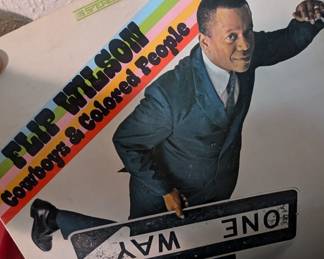 FLIP WILSON
Cowboys & Colored People
ONE WAY